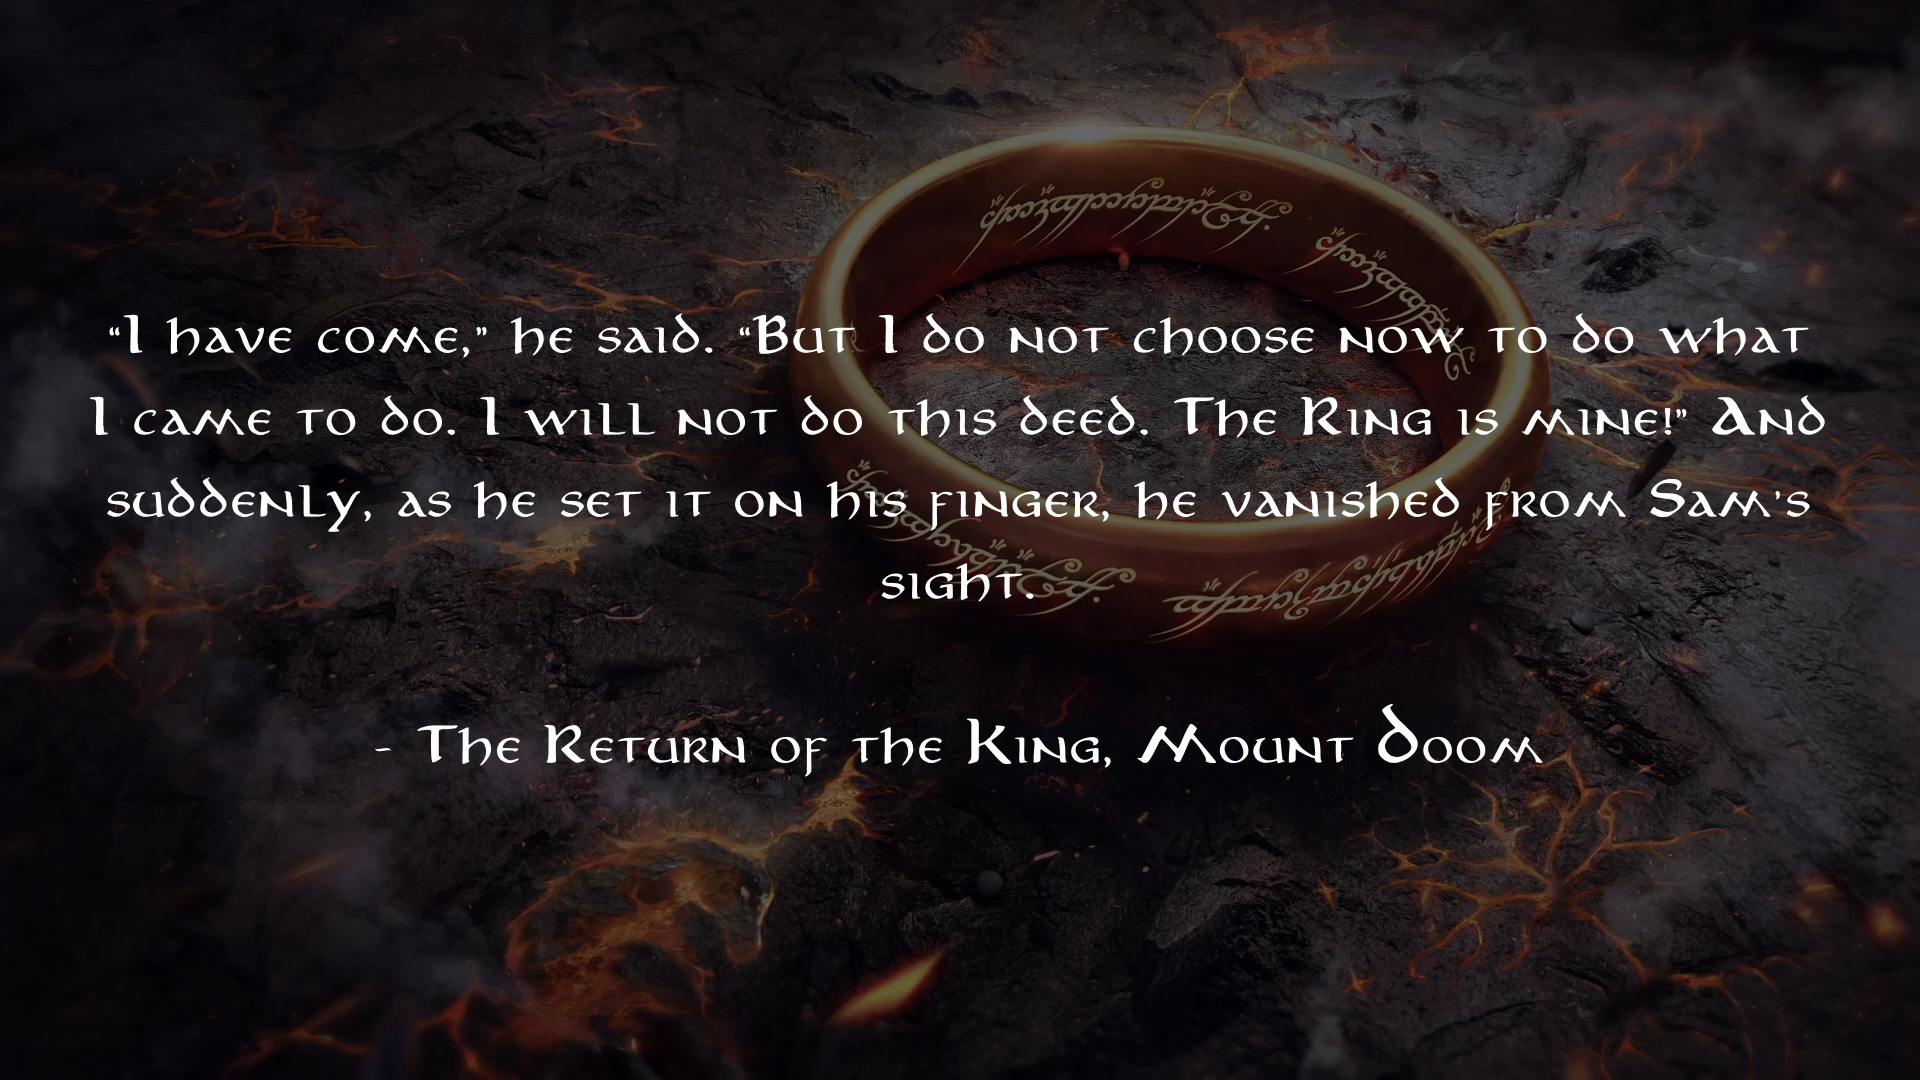 “I have come,” he said. “But I do not choose now to do what
I came to do. I will not do this deed. The Ring is mine!” And
suddenly, as he set it on his finger, he vanished from Sam's
sight.
- The Return of the King, Mount Doom